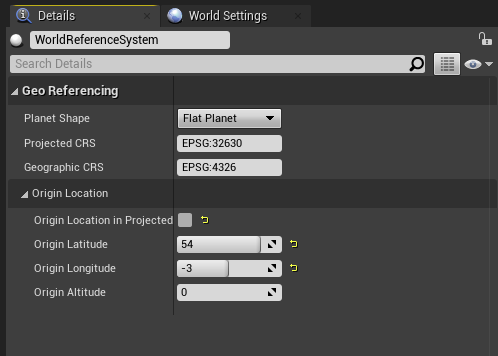 Details
World Settings
WorldReferenceSystem
Search Details
Geo Referencing
Planet Shape
Flat Planet
Projected CRS
EPSG:32630
Geographic CRS
EPSG:4326
Origin Location
Origin Location in Projected
Origin Latitude
54
Origin Longitude
-3
Origin Altitude
0